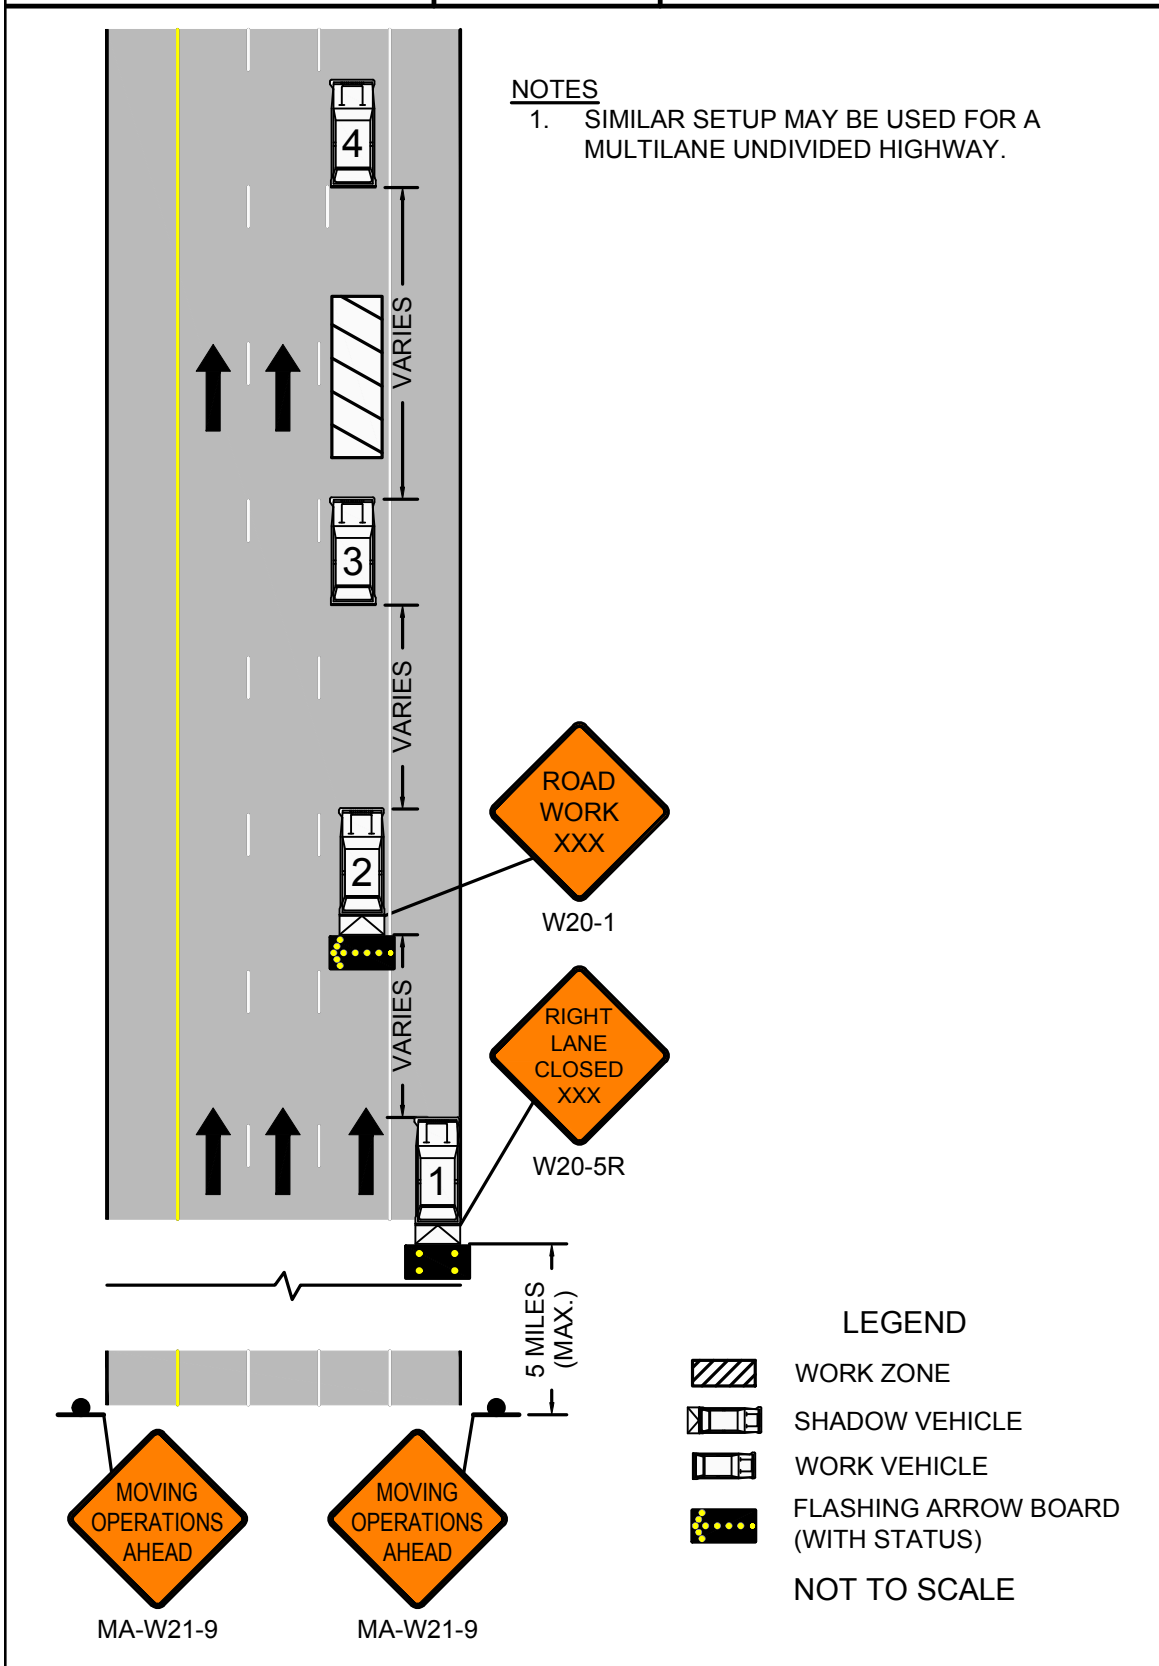 NOTES
1. SIMILAR SETUP MAY BE USED FOR A
MULTILANE UNDIVIDED HIGHWAY.
4
VARIES
3
VARIES
ROAD
WORK
XXX
W20-1
2
VARIES
RIGHT
LANE
CLOSED
XXX
W20-5R
1
5 MILES
(MAX.)
MOVING
OPERATIONS
AHEAD
MA-W21-9
MOVING
OPERATIONS
AHEAD
MA-W21-9
LEGEND
WORK ZONE
SHADOW VEHICLE
WORK VEHICLE
FLASHING ARROW BOARD
(WITH STATUS)
NOT TO SCALE